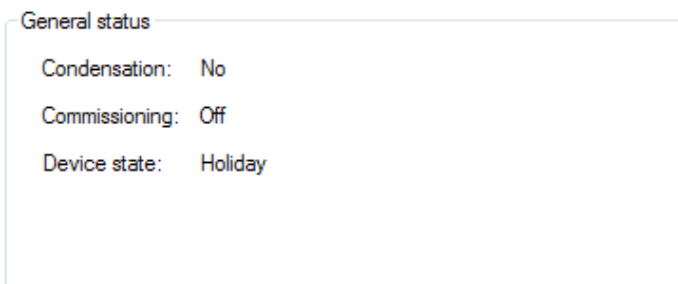 General status
Condensation: No
Commissioning: Off
Device state: Holiday